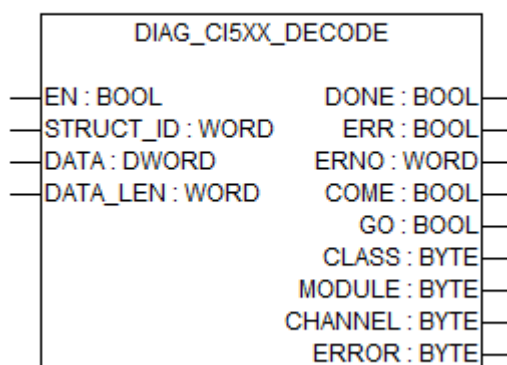 DIAG_CI5XX_DECODE
EN : BOOL DONE : BOOL
STRUCT_ID : WORD ERR : BOOL
DATA : DWORD ERNO : WORD
DATA_LEN : WORD COME : BOOL
GO : BOOL
CLASS : BYTE
MODULE : BYTE
CHANNEL : BYTE
ERROR : BYTE